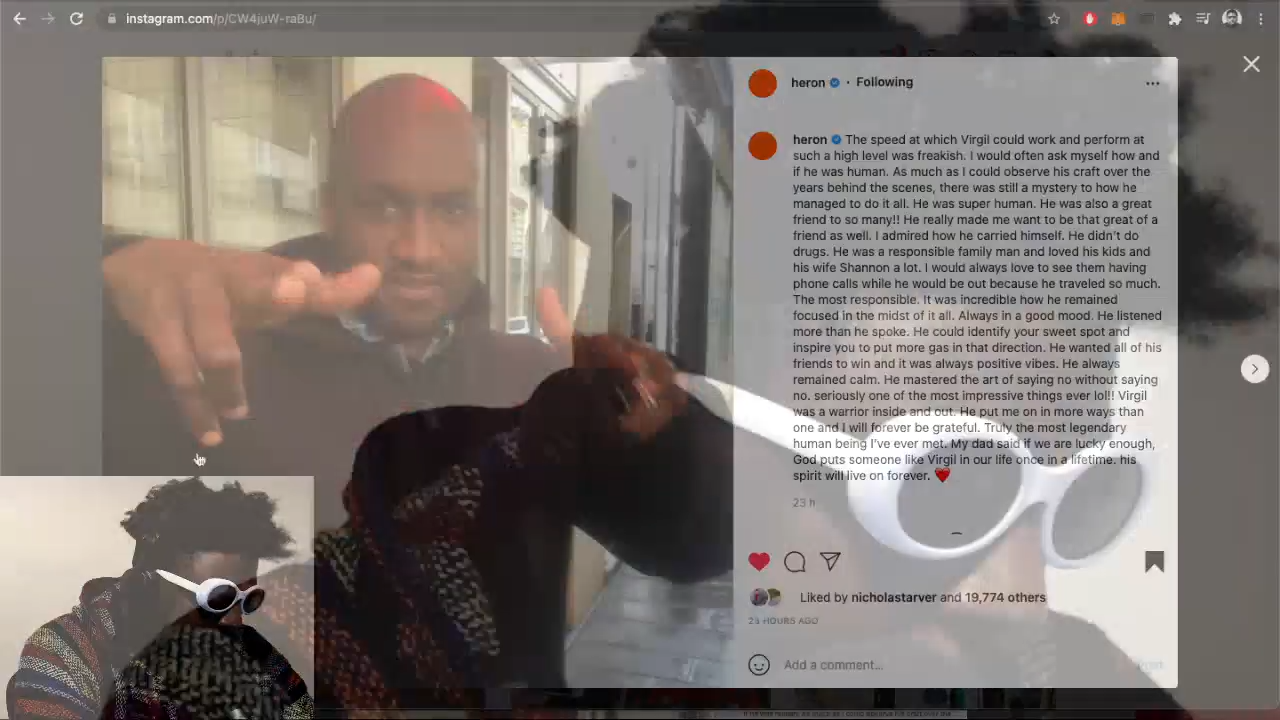 instagram.com/p/CW4juW-raBu/
heron · Following
heron The speed at which Virgil could work and perform at
such a high level was freakish. I would often ask myself how and
if he was human. As much as I could observe his craft over the
years behind the scenes, there was still a mystery to how he
managed to do it all. He was super human. He was also a great
friend to so many!! He really made me want to be that great of a
friend as well. I admired how he carried himself. He didn't do
drugs. He was a responsible family man and loved his kids and
his wife Shannon a lot. I would always love to see them having
phone calls while he would be out because he traveled so much.
The most responsible. It was incredible how he remained
focused in the midst of it all. Always in a good mood. He listened
more than he spoke. He could identify your sweet spot and
inspire you to put more gas in that direction. He wanted all of his
friends to win and it was always positive vibes. He always
remained calm. He mastered the art of saying no without saying
no. seriously one of the most impressive things ever lol!! Virgil
was a warrior inside and out. He put me on in more ways than
one and I will forever be grateful. Truly the most legendary
human being I've ever met. My dad said if we are lucky enough,
God puts someone like Virgil in our life once in a lifetime. his
spirit will live on forever. ❤️
23 h
Liked by nicholastarver and 19,774 others
23 HOURS AGO
Add a comment...
Post